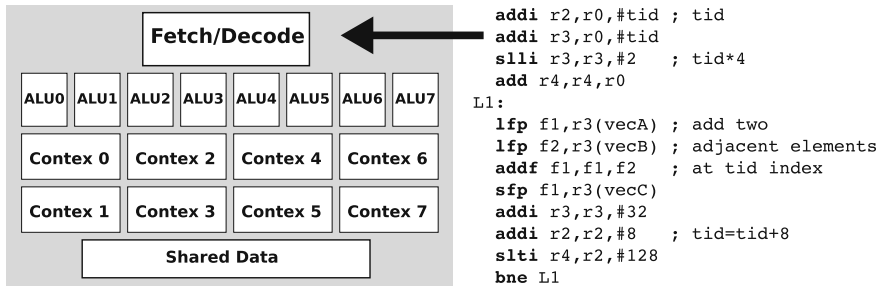 Fetch/Decode
ALU0 ALU1 ALU2 ALU3 ALU4 ALU5 ALU6 ALU7
Contex 0 Contex 2 Contex 4 Contex 6
Contex 1 Contex 3 Contex 5 Contex 7
Shared Data
addi r2,r0,#tid ; tid
addi r3,r0,#tid
slli r3,r3,#2 ; tid*4
add r4,r4,r0
L1:
lfp f1,r3(vecA) ; add two
lfp f2,r3(vecB) ; adjacent elements
addf f1,f1,f2 ; at tid index
sfp f1,r3(vecC)
addi r3,r3,#32
addi r2,r2,#8 ; tid=tid+8
slti r4,r2,#128
bne L1